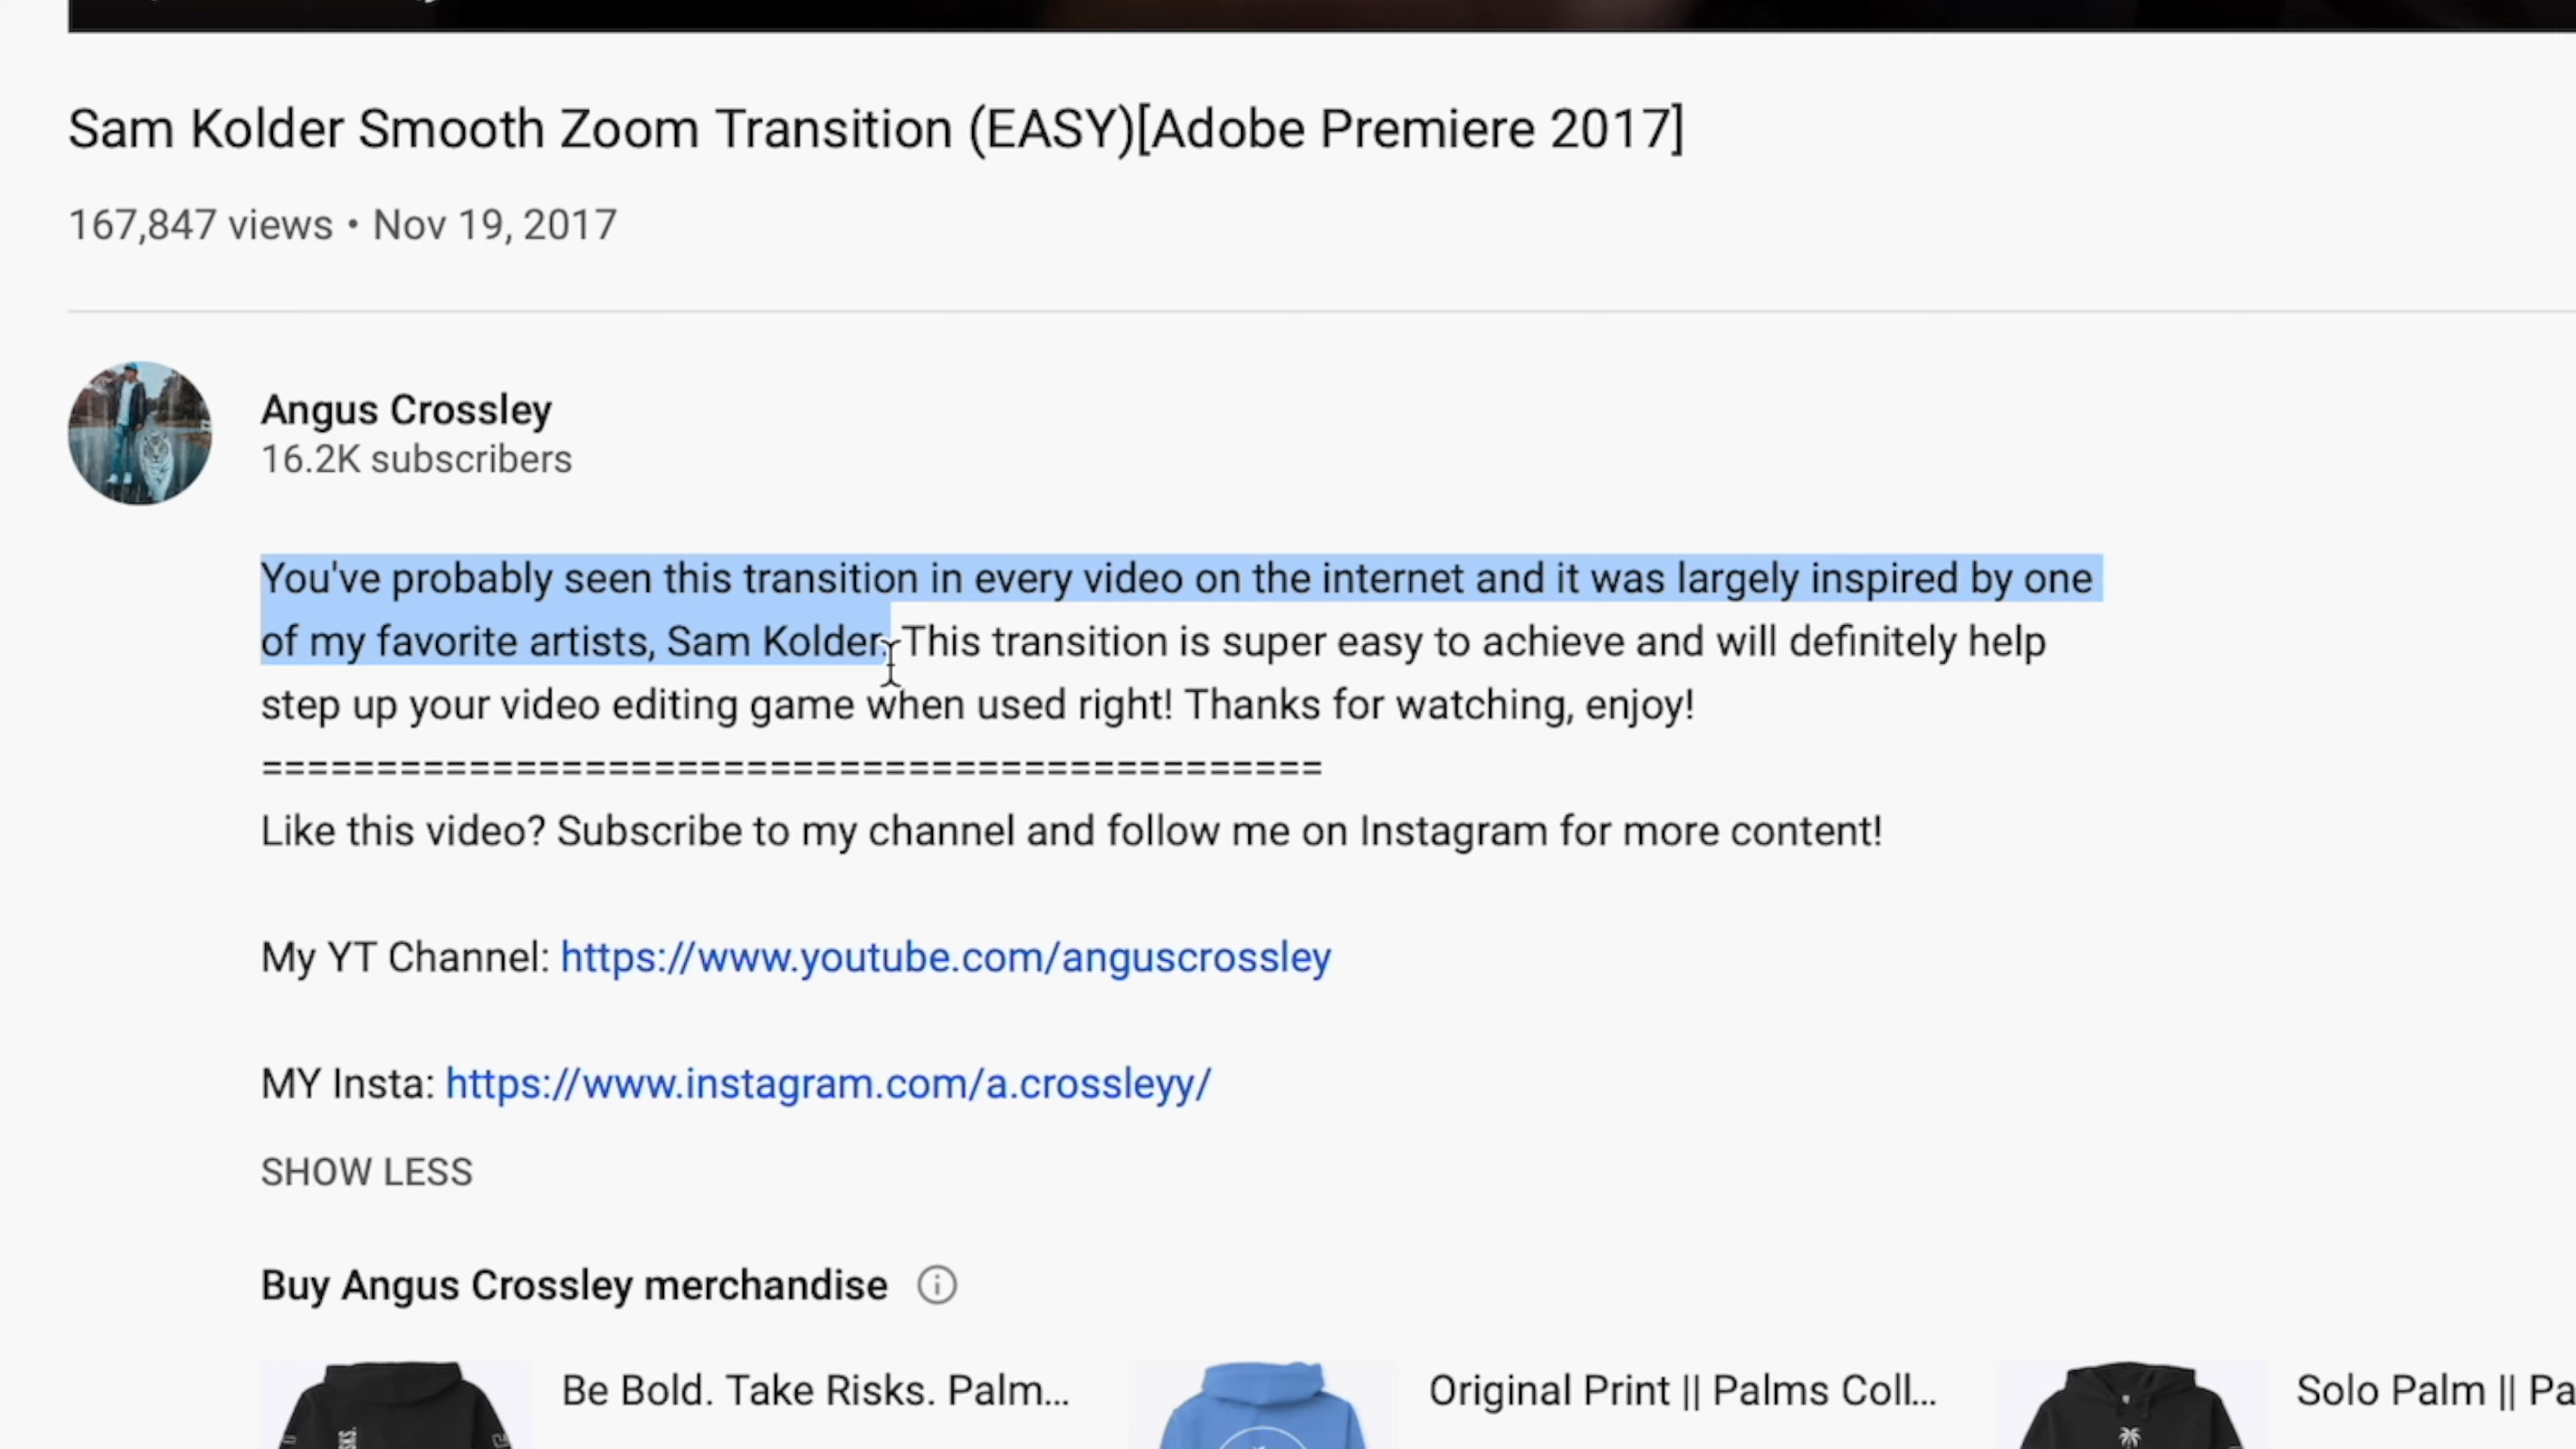 Sam Kolder Smooth Zoom Transition (EASY)[Adobe Premiere 2017]
167,847 views • Nov 19, 2017
Angus Crossley
16.2K subscribers
You've probably seen this transition in every video on the internet and it was largely inspired by one
of my favorite artists, Sam Kolder. This transition is super easy to achieve and will definitely help
step up your video editing game when used right! Thanks for watching, enjoy!
==============================================
Like this video? Subscribe to my channel and follow me on Instagram for more content!
My YT Channel: https://www.youtube.com/anguscrossley
MY Insta: https://www.instagram.com/a.crossleyy/
SHOW LESS
Buy Angus Crossley merchandise
Be Bold. Take Risks. Palm...
Original Print || Palms Coll...
Solo Palm || Pa